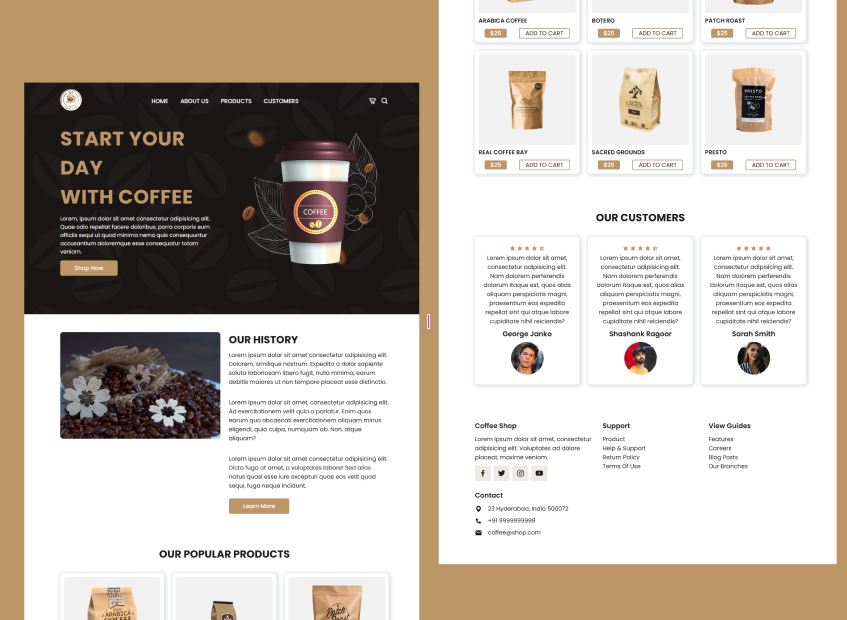 HOME ABOUT US PRODUCTS CUSTOMERS
START YOUR
DAY
WITH COFFEE
Lorem, ipsum dolor sit amet consectetur adipisicing elit.
Quae odio repellat facere doloribus, porro corporis eum
officiis sequi ut quod minima nemo quis consequuntur
accusantium doloremque esse consequatur totam
veniam.
Shop Now
COFFEE
OUR HISTORY
Lorem ipsum dolor sit amet consectetur adipisicing elit.
Dolorem, similique nostrum. Expedita a dolor sapiente
soluta laboriosam libero fugit, nulla minima, earum
debitis maiores ut non tempore placeat esse distinctio.
Lorem ipsum dolor sit amet, consectetur adipisicing elit.
Ad exercitationem velit quia a pariatur. Enim quos
earum quo obcaecati exercitationem aliquam minus
eligendi, quia culpa, numquam ab. Non, atque
aliquam?
Lorem ipsum dolor sit amet consectetur adipisicing elit.
Dicta fuga at amet, a voluptates laborum Sed alias
natus quasi esse iure excepturi quae eos velit voluptas
sequi, fuga neque incidunt.
Learn More
OUR POPULAR PRODUCTS
ARABICA
COFFEE
Patch
Roast
ARABICA COFFEE
$25 ADD TO CART
BOTERO
$25 ADD TO CART
PATCH ROAST
$25 ADD TO CART
REAL COFFEE BAY
$25 ADD TO CART
SACRED GROUNDS
$25 ADD TO CART
PRESTO
PRESTO
$25 ADD TO CART
OUR CUSTOMERS
Lorem ipsum dolor sit amet,
consectetur adipisicing elit.
Nam dolorem perferendis
dolorum itaque est, quos alias
aliquam perspiciatis magni,
praesentium eos expedita
repellat sint qui atque labore
cupiditate nihil reiciendis?
George Janko
Lorem ipsum dolor sit amet,
consectetur adipisicing elit.
Nam dolorem perferendis
dolorum itaque est, quos alias
aliquam perspiciatis magni,
praesentium eos expedita
repellat sint qui atque labore
cupiditate nihil reiciendis?
Shashank Ragoor
Lorem ipsum dolor sit amet,
consectetur adipisicing elit.
Nam dolorem perferendis
dolorum itaque est, quos alias
aliquam perspiciatis magni,
praesentium eos expedita
repellat sint qui atque labore
cupiditate nihil reiciendis?
Sarah Smith
Coffee Shop
Lorem ipsum dolor sit amet, consectetur
adipisicing elit. Voluptates ad dolore
placeat, maxime veniam.
Support
Product
Help & Support
Return Policy
Terms Of Use
View Guides
Features
Careers
Blog Posts
Our Branches
Contact
23 Hyderabad, India 500072
+91 9999999999
coffee@shop.com